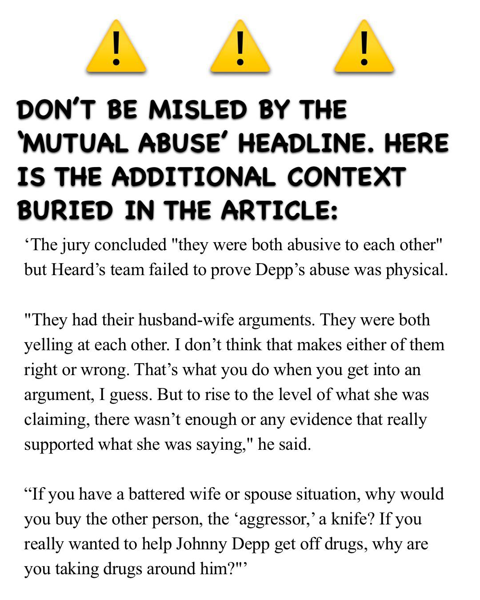 DON'T BE MISLED BY THE
'MUTUAL ABUSE' HEADLINE. HERE
IS THE ADDITIONAL CONTEXT
BURIED IN THE ARTICLE:
‘The jury concluded "they were both abusive to each other"
but Heard’s team failed to prove Depp’s abuse was physical.
"They had their husband-wife arguments. They were both
yelling at each other. I don’t think that makes either of them
right or wrong. That’s what you do when you get into an
argument, I guess. But to rise to the level of what she was
claiming, there wasn’t enough or any evidence that really
supported what she was saying," he said.
“If you have a battered wife or spouse situation, why would
you buy the other person, the ‘aggressor,’ a knife? If you
really wanted to help Johnny Depp get off drugs, why are
you taking drugs around him?"’